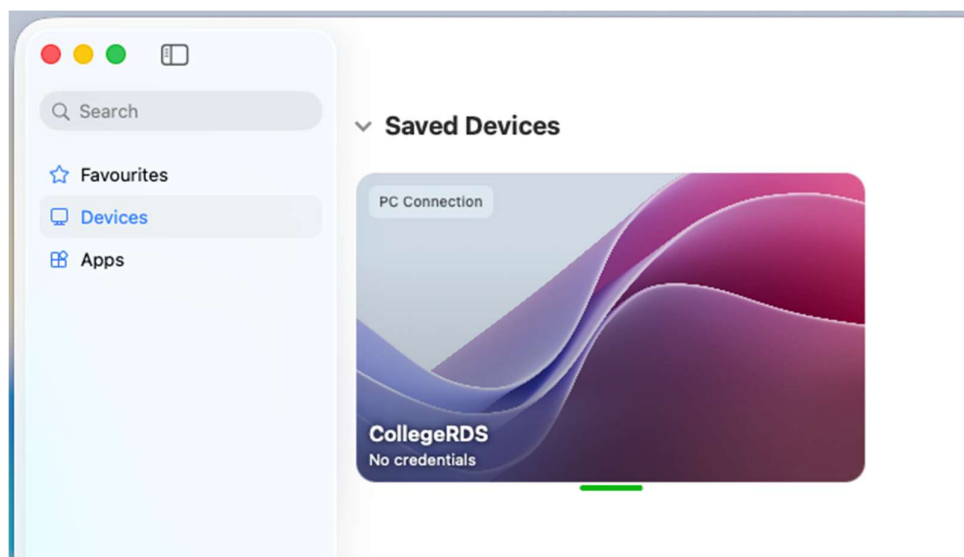 Search
Favourites
Devices
Apps
Saved Devices
PC Connection
CollegeRDS
No credentials